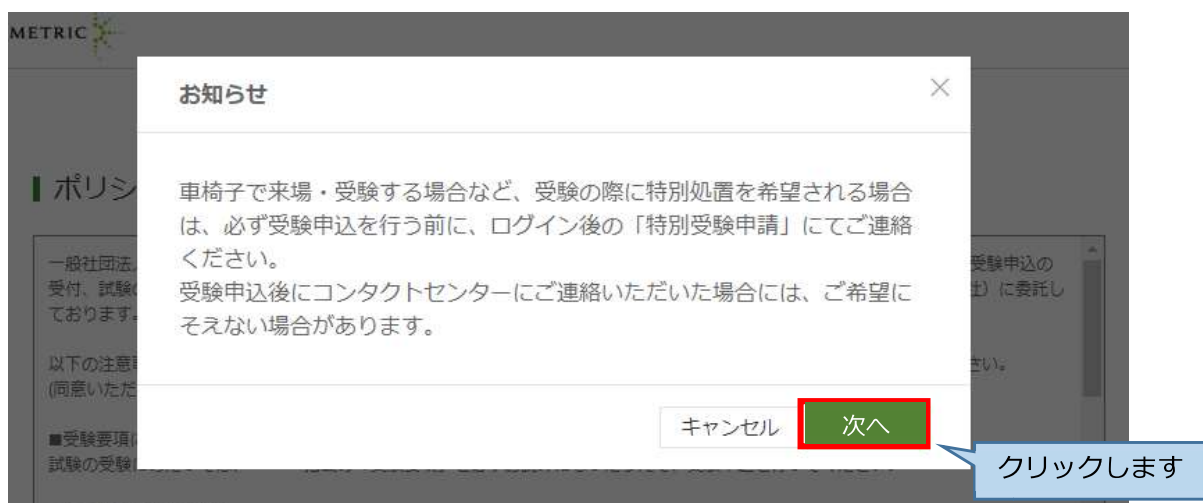 METRIC
お知らせ
ポリシ
車椅子で来場・受験する場合など、受験の際に特別処置を希望される場合
は、必ず受験申込を行う前に、ログイン後の「特別受験申請」にてご連絡
ください。
受験申込後にコンタクトセンターにご連絡いただいた場合には、ご希望に
そえない場合があります。
一般社団法 受験申込の
受付、試験 社）に委託し
ております。
以下の注意 さい。
(同意いただ
キャンセル 次へ
■受験要項
試験の受験
クリックします